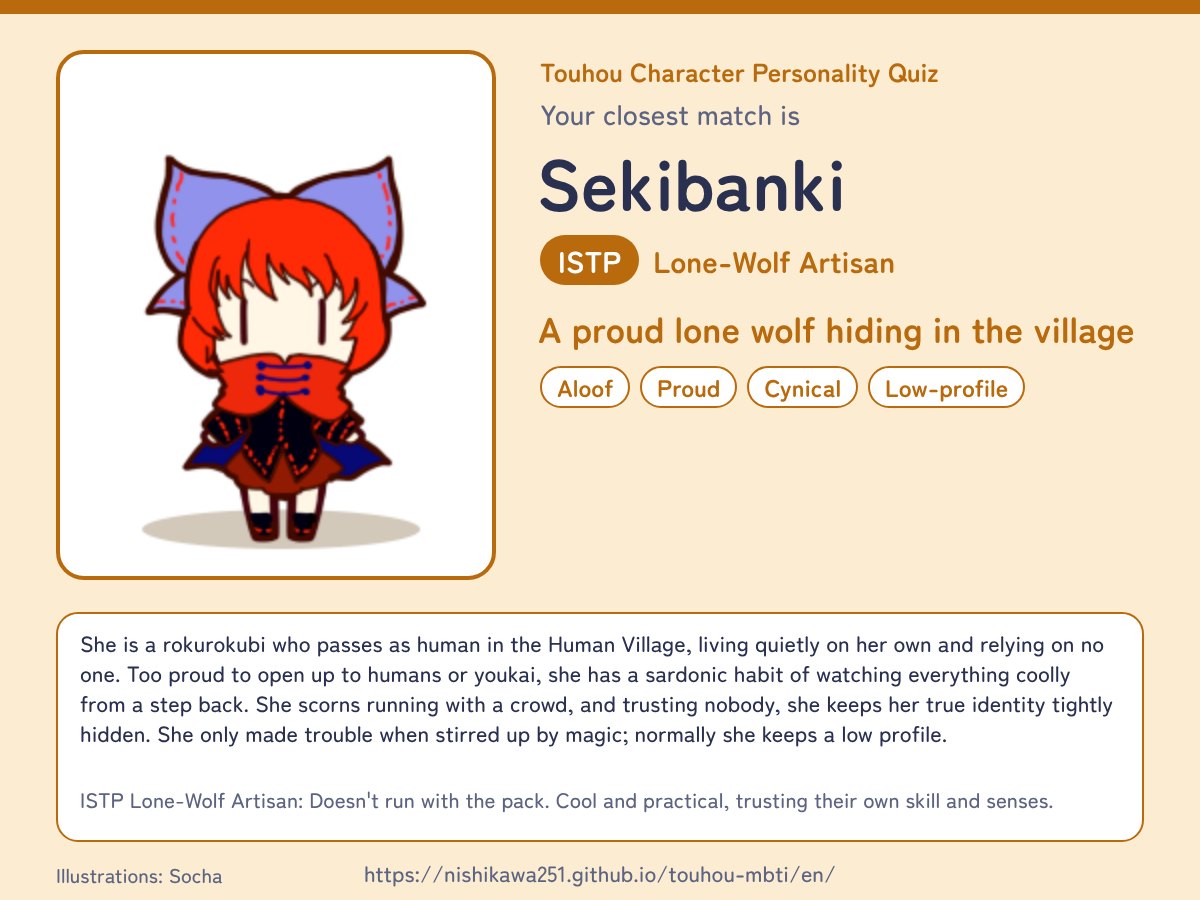 Touhou Character Personality Quiz
Your closest match is
Sekibanki
ISTP Lone-Wolf Artisan
A proud lone wolf hiding in the village
Aloof Proud Cynical Low-profile
She is a rokurokubi who passes as human in the Human Village, living quietly on her own and relying on no
one. Too proud to open up to humans or youkai, she has a sardonic habit of watching everything coolly
from a step back. She scorns running with a crowd, and trusting nobody, she keeps her true identity tightly
hidden. She only made trouble when stirred up by magic; normally she keeps a low profile.
ISTP Lone-Wolf Artisan: Doesn't run with the pack. Cool and practical, trusting their own skill and senses.
Illustrations: Socha https://nishikawa251.github.io/touhou-mbti/en/